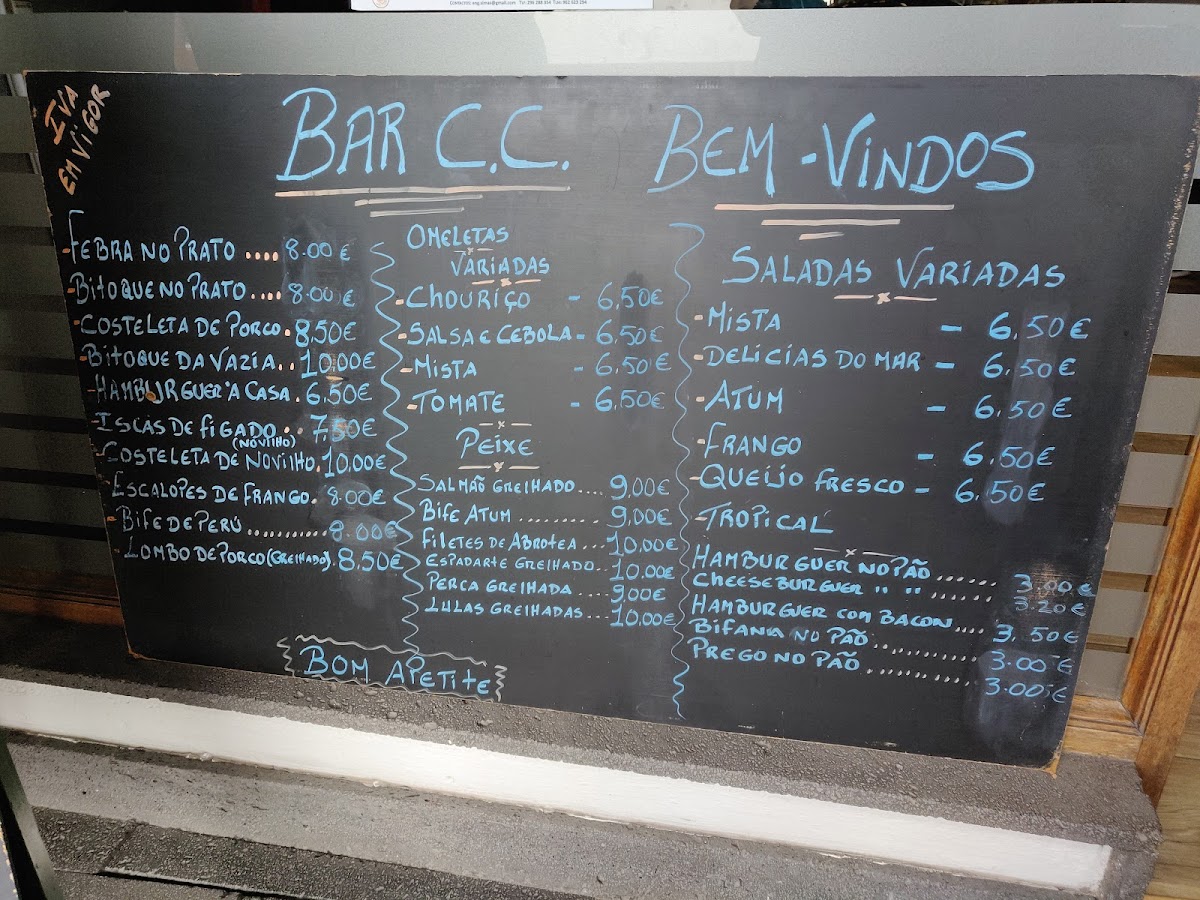 IVA
EM VIGOR
BAR C.C.
BEM-VINDOS
-FEBRA NO PRATO .... 8.00 €
-BITOQUE NO PRATO .... 8.00 €
-COSTELETA DE PORCO . 8,50€
-BITOQUE DA VAZIA .. 10,00€
-HAMBURGUER À CASA . 6,50€
-ISCAS DE FIGADO .. 7,50€
(NOVILHO)
-COSTELETA DE NOVILHO . 10,00€
-ESCALOPES DE FRANGO . 8.00€
-BIFE DE PERÚ .......... 8.00€
-LOMBO DE PORCO (GRELHADO) . 8,50€
OMELETAS
VARIADAS
-CHOURIÇO - 6,50€
-SALSA E CEBOLA - 6,50€
-MISTA - 6,50€
-TOMATE - 6,50€
PEIXE
SALMÃO GRELHADO .... 9,00€
BIFE ATUM ......... 9,00€
FILETES DE ABROTEA ... 10,00€
ESPADARTE GRELHADO .. 10,00€
PERCA GRELHADA .... 9,00€
LULAS GRELHADAS .... 10,00€
SALADAS VARIADAS
-MISTA - 6,50€
-DELICIAS DO MAR - 6,50€
-ATUM - 6,50€
-FRANGO - 6,50€
-QUEIJO FRESCO - 6,50€
-TROPICAL
HAMBURGUER NO PÃO ...... 3,00€
CHEESEBURGUER " " ...... 3,20€
HAMBURGUER COM BACON .... 3,50€
BIFANA NO PÃO .......... 3,00€
PREGO NO PÃO .......... 3,00€
BOM APETITE